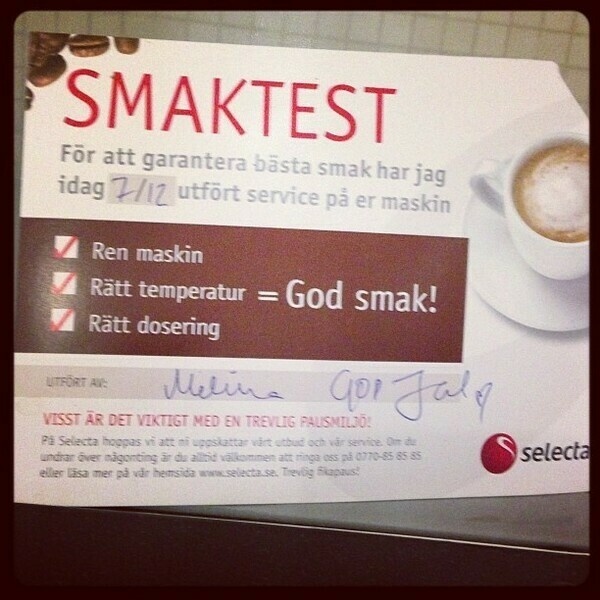 SMAKTEST
För att garantera bästa smak har jag
idag 7/12 utfört service på er maskin
Ren maskin
Rätt temperatur = God smak!
Rätt dosering
UTFÖRT AV: Melina
VISST ÄR DET VIKTIGT MED EN TREVLIG PAUSMILJÖ!
På Selecta hoppas vi att ni uppskattar vårt utbud och vår service. Om du
undrar över någonting är du alltid välkommen att ringa oss på 0770-85 85 85
eller läsa mer på vår hemsida www.selecta.se. Trevlig fikapaus!
selecta